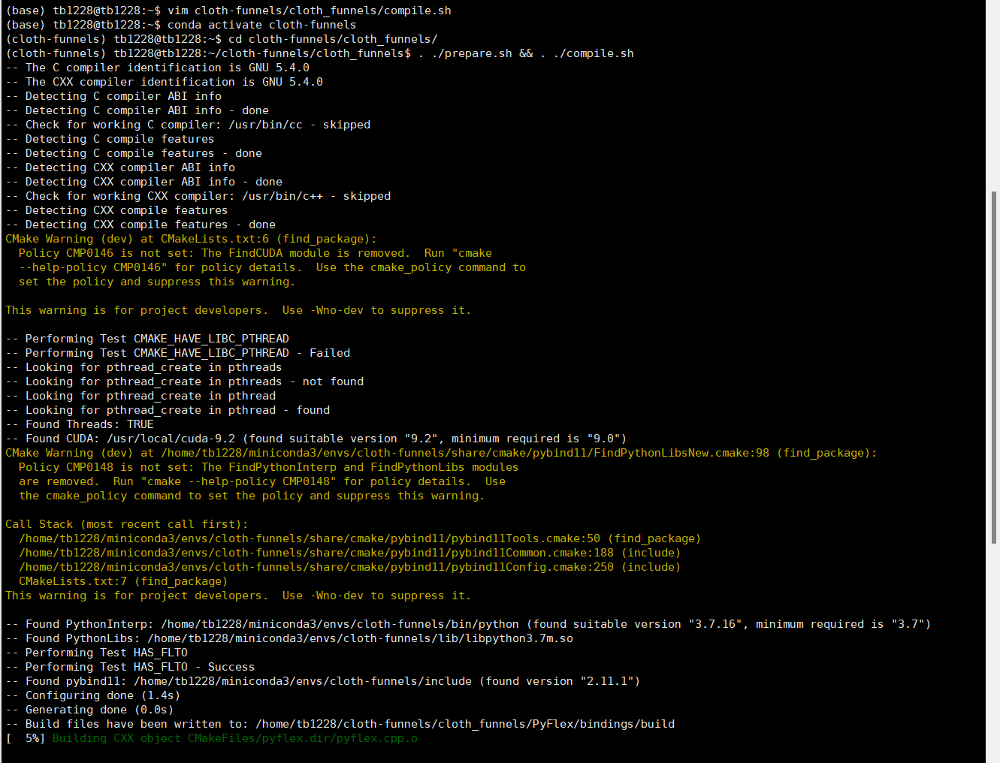 (base) tb1228@tb1228:~$ vim cloth-funnels/cloth_funnels/compile.sh
(base) tb1228@tb1228:~$ conda activate cloth-funnels
(cloth-funnels) tb1228@tb1228:~$ cd cloth-funnels/cloth_funnels/
(cloth-funnels) tb1228@tb1228:~/cloth-funnels/cloth_funnels$ . ./prepare.sh && . ./compile.sh
-- The C compiler identification is GNU 5.4.0
-- The CXX compiler identification is GNU 5.4.0
-- Detecting C compiler ABI info
-- Detecting C compiler ABI info - done
-- Check for working C compiler: /usr/bin/cc - skipped
-- Detecting C compile features
-- Detecting C compile features - done
-- Detecting CXX compiler ABI info
-- Detecting CXX compiler ABI info - done
-- Check for working CXX compiler: /usr/bin/c++ - skipped
-- Detecting CXX compile features
-- Detecting CXX compile features - done
CMake Warning (dev) at CMakeLists.txt:6 (find_package):
  Policy CMP0146 is not set: The FindCUDA module is removed.  Run "cmake
  --help-policy CMP0146" for policy details.  Use the cmake_policy command to
  set the policy and suppress this warning.

This warning is for project developers.  Use -Wno-dev to suppress it.

-- Performing Test CMAKE_HAVE_LIBC_PTHREAD
-- Performing Test CMAKE_HAVE_LIBC_PTHREAD - Failed
-- Looking for pthread_create in pthreads
-- Looking for pthread_create in pthreads - not found
-- Looking for pthread_create in pthread
-- Looking for pthread_create in pthread - found
-- Found Threads: TRUE
-- Found CUDA: /usr/local/cuda-9.2 (found suitable version "9.2", minimum required is "9.0")
CMake Warning (dev) at /home/tb1228/miniconda3/envs/cloth-funnels/share/cmake/pybind11/FindPythonLibsNew.cmake:98 (find_package):
  Policy CMP0148 is not set: The FindPythonInterp and FindPythonLibs modules
  are removed.  Run "cmake --help-policy CMP0148" for policy details.  Use
  the cmake_policy command to set the policy and suppress this warning.

Call Stack (most recent call first):
  /home/tb1228/miniconda3/envs/cloth-funnels/share/cmake/pybind11/pybind11Tools.cmake:50 (find_package)
  /home/tb1228/miniconda3/envs/cloth-funnels/share/cmake/pybind11/pybind11Common.cmake:188 (include)
  /home/tb1228/miniconda3/envs/cloth-funnels/share/cmake/pybind11/pybind11Config.cmake:250 (include)
  CMakeLists.txt:7 (find_package)
This warning is for project developers.  Use -Wno-dev to suppress it.

-- Found PythonInterp: /home/tb1228/miniconda3/envs/cloth-funnels/bin/python (found suitable version "3.7.16", minimum required is "3.7")
-- Found PythonLibs: /home/tb1228/miniconda3/envs/cloth-funnels/lib/libpython3.7m.so
-- Performing Test HAS_FLTO
-- Performing Test HAS_FLTO - Success
-- Found pybind11: /home/tb1228/miniconda3/envs/cloth-funnels/include (found version "2.11.1")
-- Configuring done (1.4s)
-- Generating done (0.0s)
-- Build files have been written to: /home/tb1228/cloth-funnels/cloth_funnels/PyFlex/bindings/build
[  5%] Building CXX object CMakeFiles/pyflex.dir/pyflex.cpp.o